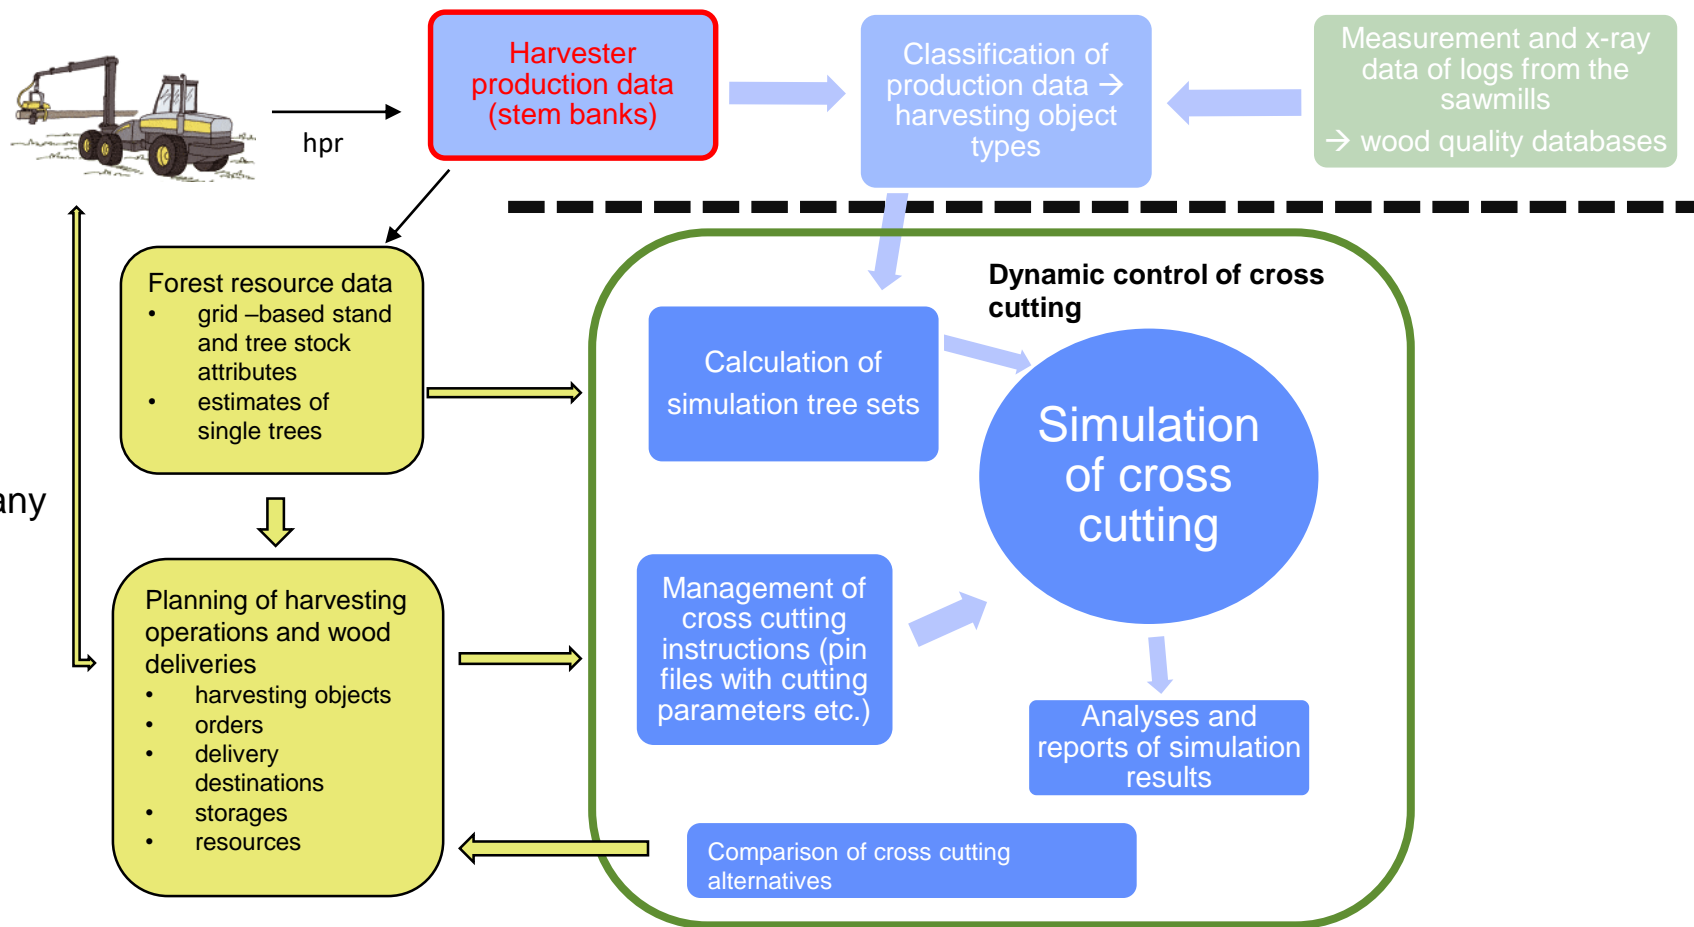 Harvester
production data
(stem banks)
hpr
Classification of
production data →
harvesting object
types
Measurement and x-ray
data of logs from the
sawmills
→ wood quality databases
Forest resource data
• grid –based stand
and tree stock
attributes
• estimates of
single trees
any
Planning of harvesting
operations and wood
deliveries
• harvesting objects
• orders
• delivery
destinations
• storages
• resources
Dynamic control of cross
cutting
Calculation of
simulation tree sets
Simulation
of cross
cutting
Management of
cross cutting
instructions (pin
files with cutting
parameters etc.)
Analyses and
reports of simulation
results
Comparison of cross cutting
alternatives